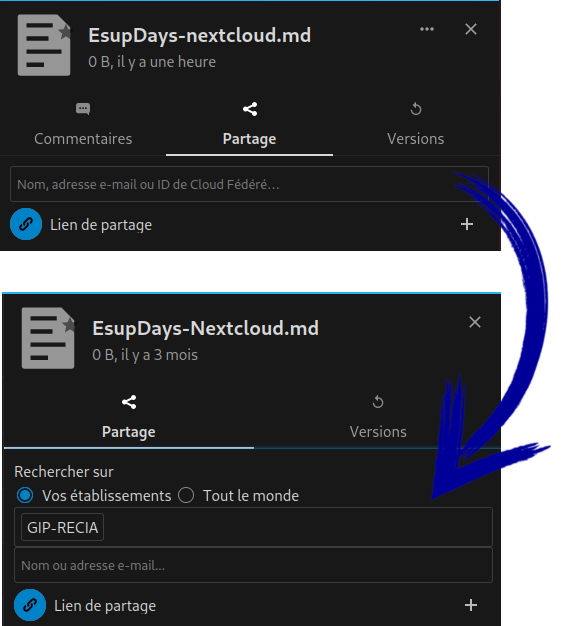 EsupDays-nextcloud.md
0 B, il y a une heure
Commentaires
Partage
Versions
Nom, adresse e-mail ou ID de Cloud Fédéré...
Lien de partage
EsupDays-Nextcloud.md
0 B, il y a 3 mois
Partage
Versions
Rechercher sur
Vos établissements Tout le monde
GIP-RECIA
Nom ou adresse e-mail...
Lien de partage